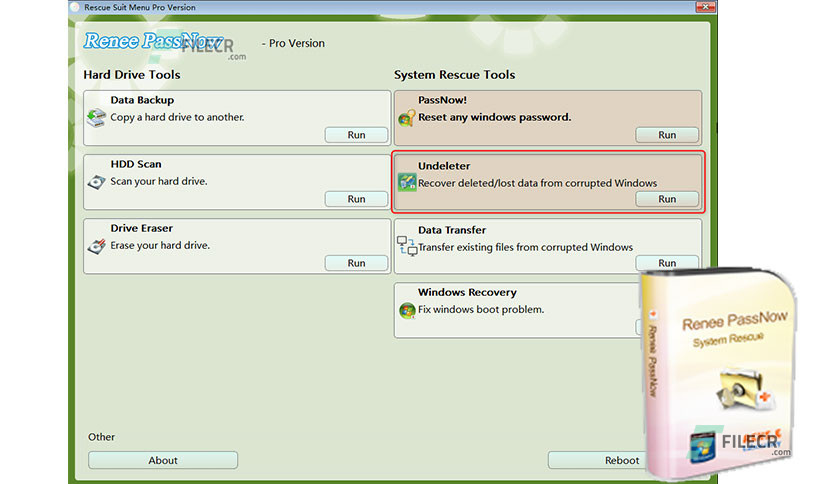 Rescue Suit Menu Pro Version
Renee PassNow - Pro Version
FILECR
.com
Hard Drive Tools
Data Backup
Copy a hard drive to another.
Run
HDD Scan
Scan your hard drive.
Run
Drive Eraser
Erase your hard drive.
Run
System Rescue Tools
PassNow!
Reset any windows password.
Run
Undeleter
Recover deleted/lost data from corrupted Windows
Run
Data Transfer
Transfer existing files from corrupted Windows
Run
Windows Recovery
Fix windows boot problem.
Other
About
Reboot
Renee PassNow
System Rescue
Renee PassNow
FILECR
.com